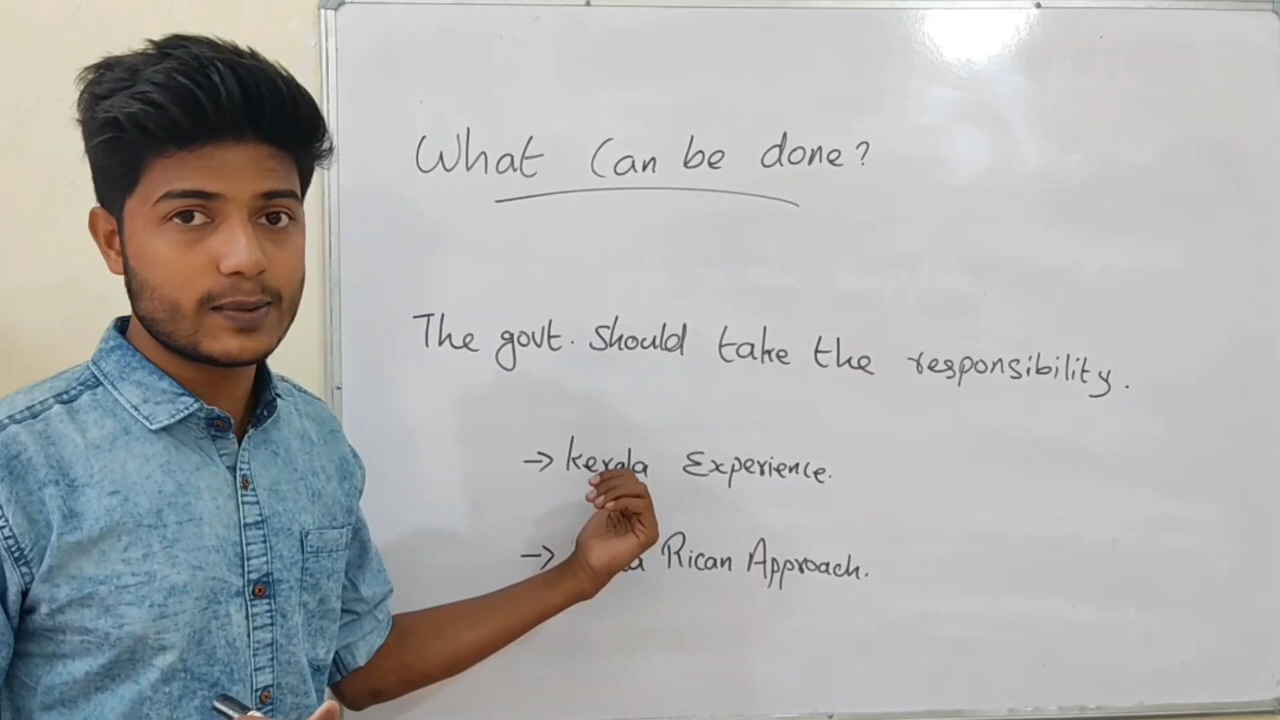 What Can be done?
The govt. should take the responsibility.
→ Kerala Experience.
→ Rican Approach.